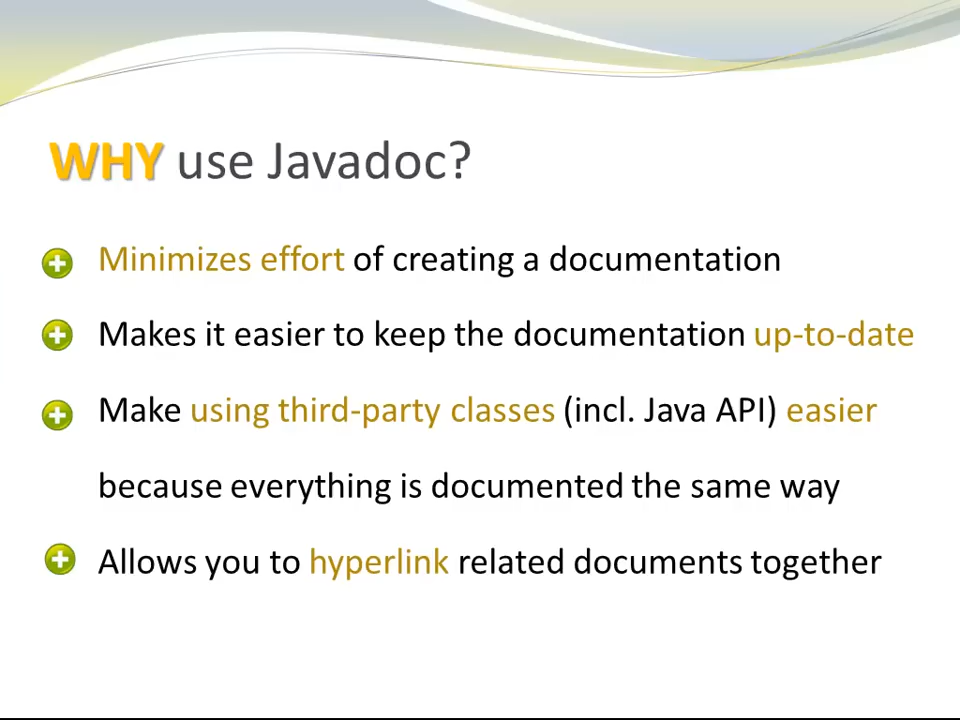 WHY use Javadoc?
Minimizes effort of creating a documentation
Makes it easier to keep the documentation up-to-date
Make using third-party classes (incl. Java API) easier
because everything is documented the same way
Allows you to hyperlink related documents together